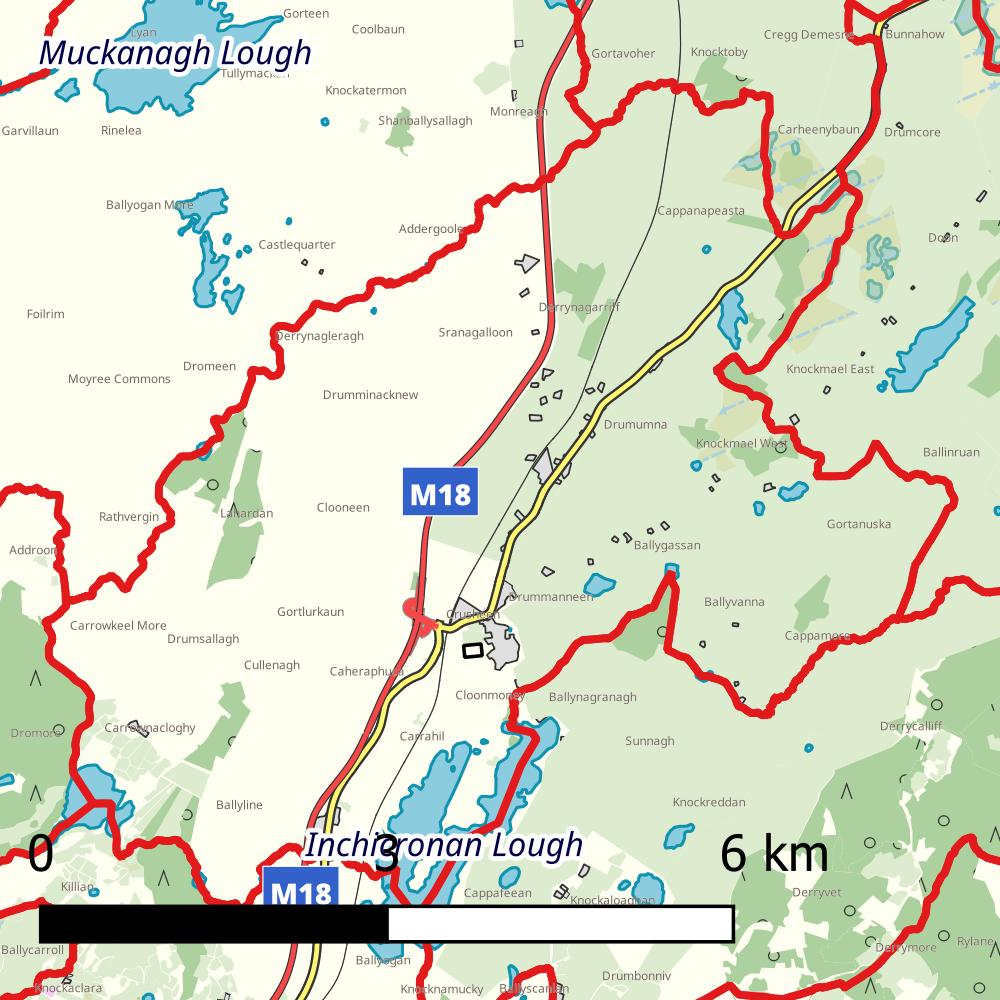 Gorteen
Lyan
Coolbaun
Muckanagh Lough
Gortavoher
Knocktoby
Cregg Demesne
Bunnahow
Knockatermon
Monreagh
Shanballysallagh
Garvillaun
Rinelea
Carheenybaun
Drumcore
Ballyogan More
Cappanapeasta
Addergoole
Castlequarter
Doon
Foilrim
Derrynagarriff
Derrynagleragh
Sranagalloon
Dromeen
Knockmael East
Moyree Commons
Drumminacknew
Drumumna
Knockmael West
Ballinruan
M18
Clooneen
Rathvergin
Lahardan
Gortanuska
Addroon
Ballygassan
Drummanneen
Ballyvanna
Gortlurkaun
Crusheen
Carrowkeel More
Drumsallagh
Cappamore
Cullenagh
Caheraphuca
Cloonmoney
Ballynagranagh
Dromore
Carrownacloghy
Carrahil
Sunnagh
Derrycalliff
Ballyline
Knockreddan
Inchicronan Lough
0 3 6 km
Killian
M18
Cappafeean
Knockaloaghan
Derryvet
Ballycarroll
Derrymore
Rylane
Ballyogan
Drumbonniv
Knockaclara
Knocknamucky
Ballyscanlan